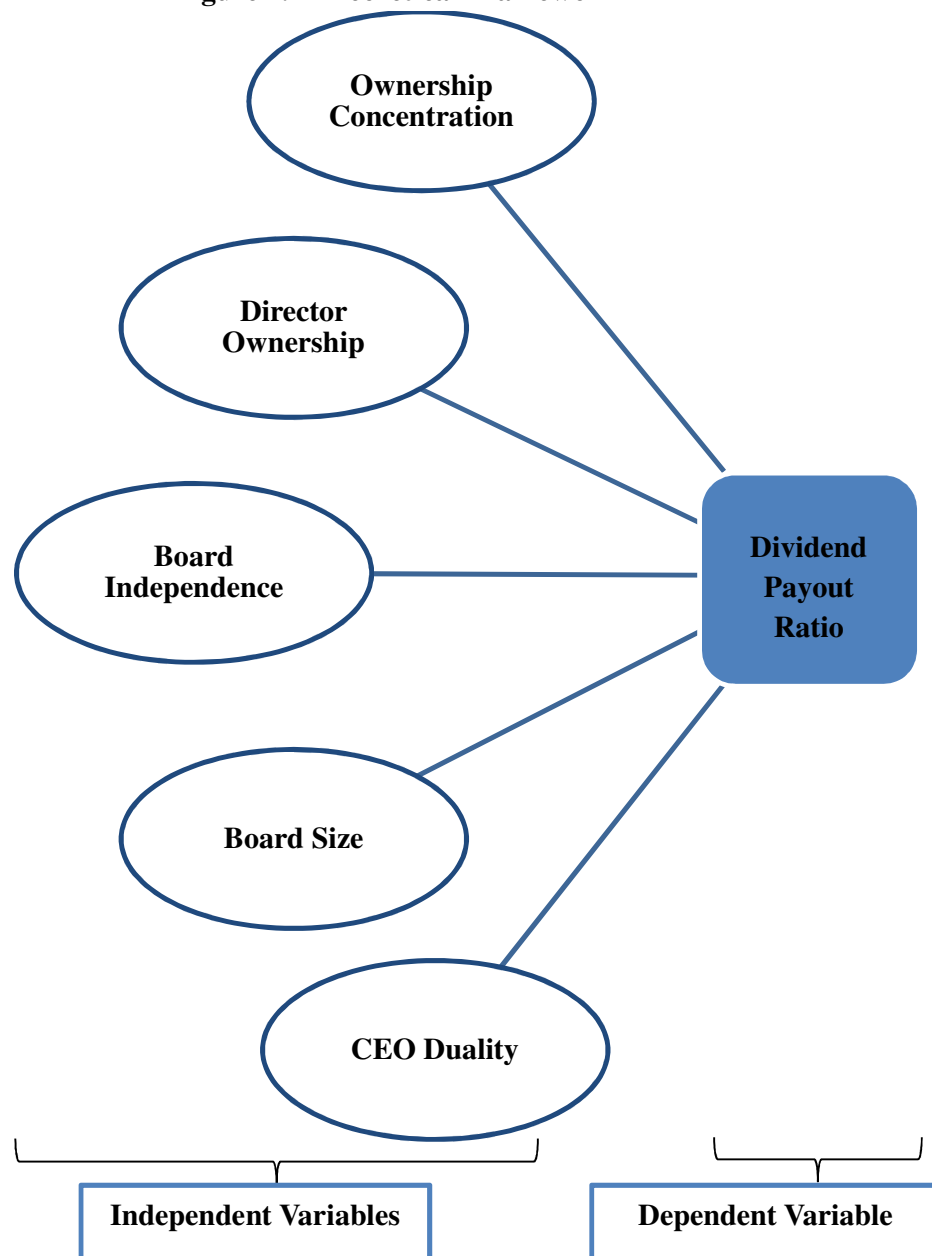 Ownership
Concentration
Director
Ownership
Board
Independence
Dividend
Payout
Ratio
Board Size
CEO Duality
Independent Variables
Dependent Variable